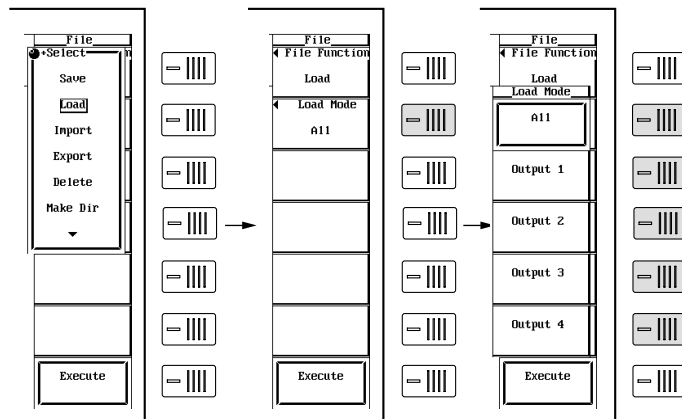 File
+Select
n
Save
Load
Import
Export
Delete
Make Dir
Execute
File
File Function
Load
Load Mode
All
Execute
File
File Function
Load
Load Mode
All
Output 1
Output 2
Output 3
Output 4
Execute